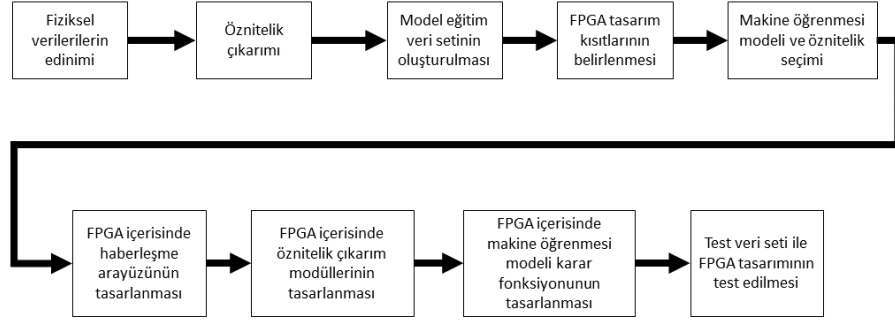 Fiziksel
verilerilerin
edinimi
Öznitelik
çıkarımı
Model eğitim
veri setinin
oluşturulması
FPGA tasarım
kısıtlarının
belirlenmesi
Makine öğrenmesi
modeli ve öznitelik
seçimi
FPGA içerisinde
haberleşme
arayüzünün
tasarlanması
FPGA içerisinde
öznitelik çıkarım
modüllerinin
tasarlanması
FPGA içerisinde
makine öğrenmesi
modeli karar
fonksiyonunun
tasarlanması
Test veri seti ile
FPGA tasarımının
test edilmesi